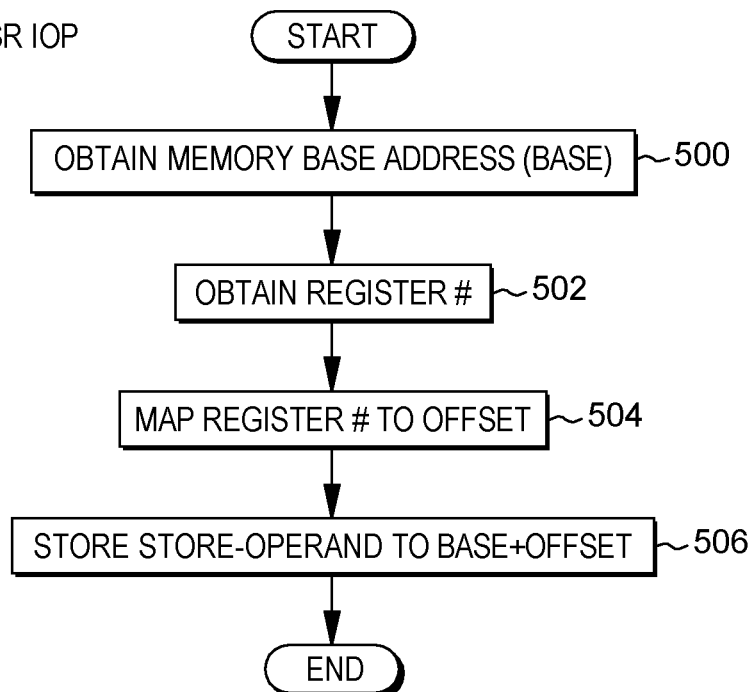 SR IOP
START
OBTAIN MEMORY BASE ADDRESS (BASE)
500
OBTAIN REGISTER #
502
MAP REGISTER # TO OFFSET
504
STORE STORE-OPERAND TO BASE+OFFSET
506
END